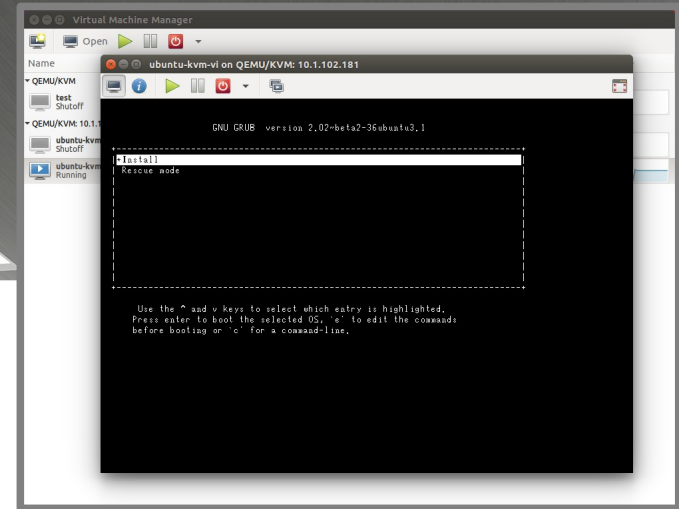 Virtual Machine Manager
Open
Name
QEMU/KVM
test
Shutoff
QEMU/KVM: 10.1.1
ubuntu-kvm
Shutoff
ubuntu-kvm
Running
ubuntu-kvm-vi on QEMU/KVM: 10.1.102.181
GNU GRUB version 2.02~beta2-36ubuntu3.1
*Install
Rescue mode
Use the ^ and v keys to select which entry is highlighted.
Press enter to boot the selected OS, `e' to edit the commands
before booting or `c' for a command-line.